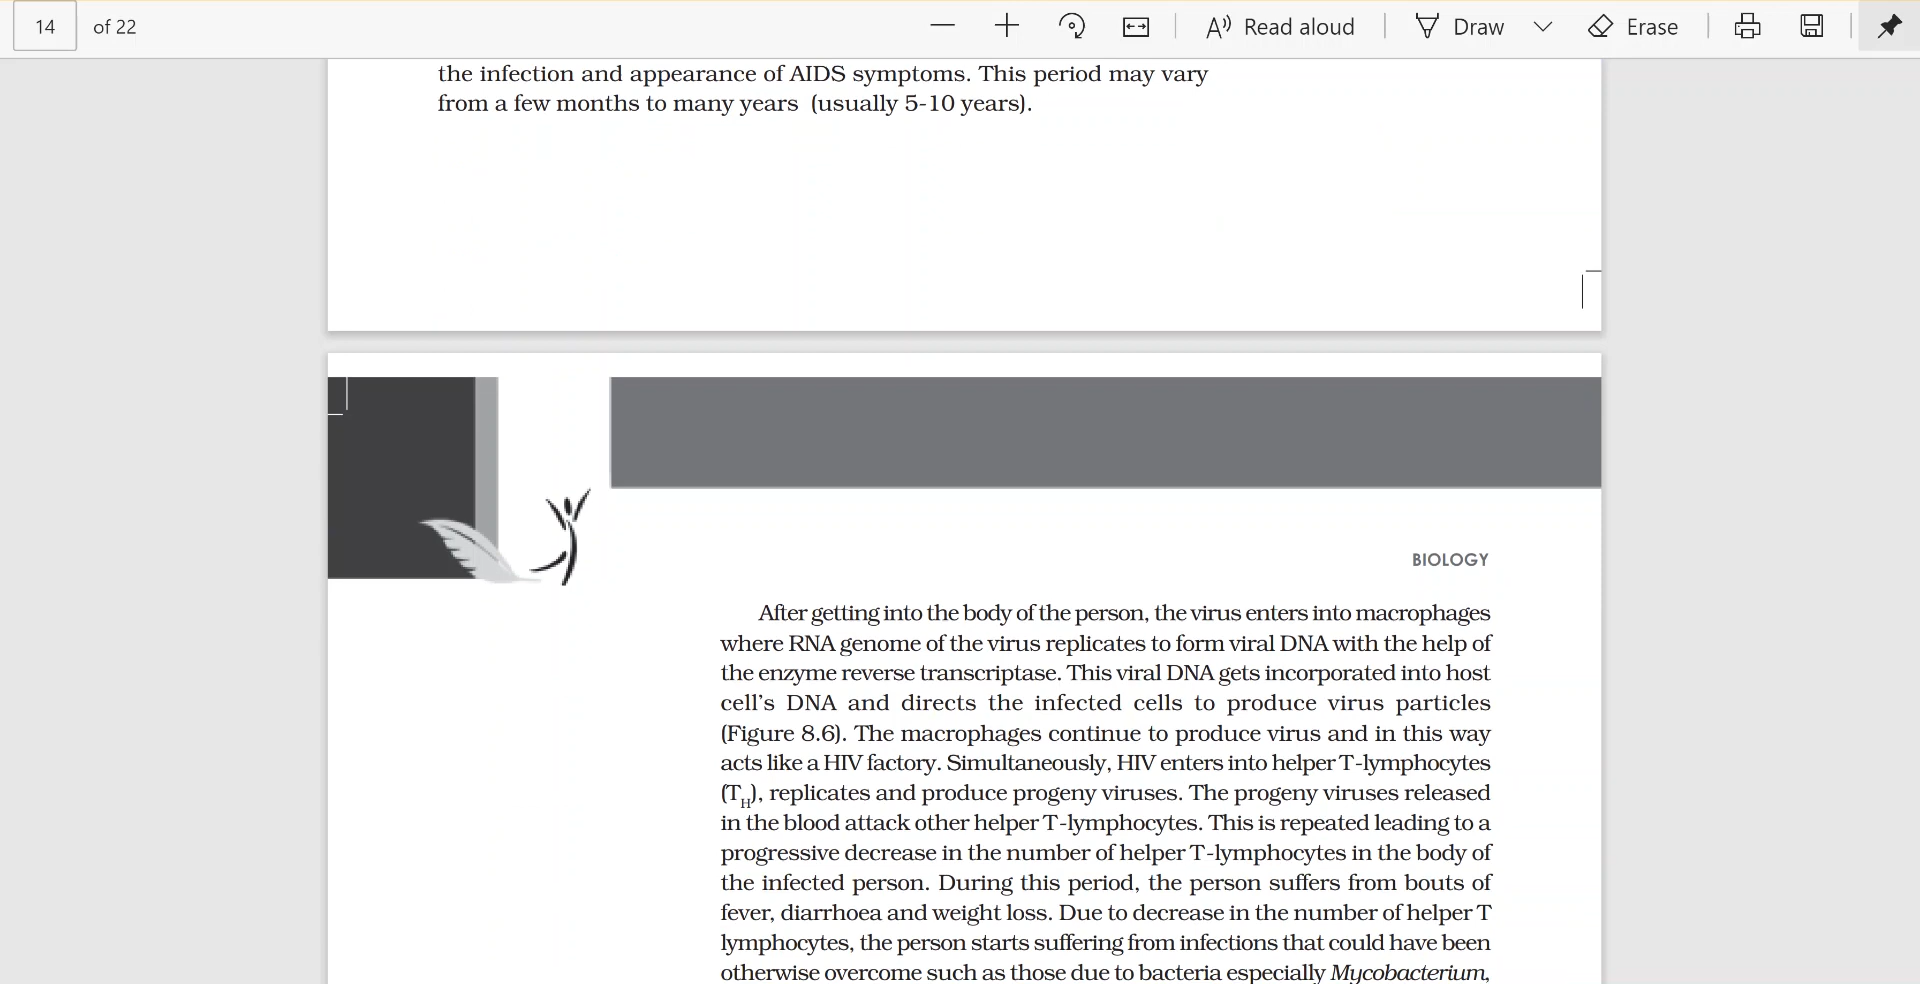 14 of 22 Read aloud Draw Erase
the infection and appearance of AIDS symptoms. This period may vary
from a few months to many years (usually 5-10 years).
BIOLOGY
After getting into the body of the person, the virus enters into macrophages
where RNA genome of the virus replicates to form viral DNA with the help of
the enzyme reverse transcriptase. This viral DNA gets incorporated into host
cell's DNA and directs the infected cells to produce virus particles
(Figure 8.6). The macrophages continue to produce virus and in this way
acts like a HIV factory. Simultaneously, HIV enters into helper T-lymphocytes
(TH), replicates and produce progeny viruses. The progeny viruses released
in the blood attack other helper T-lymphocytes. This is repeated leading to a
progressive decrease in the number of helper T-lymphocytes in the body of
the infected person. During this period, the person suffers from bouts of
fever, diarrhoea and weight loss. Due to decrease in the number of helper T
lymphocytes, the person starts suffering from infections that could have been
otherwise overcome such as those due to bacteria especially Mycobacterium,